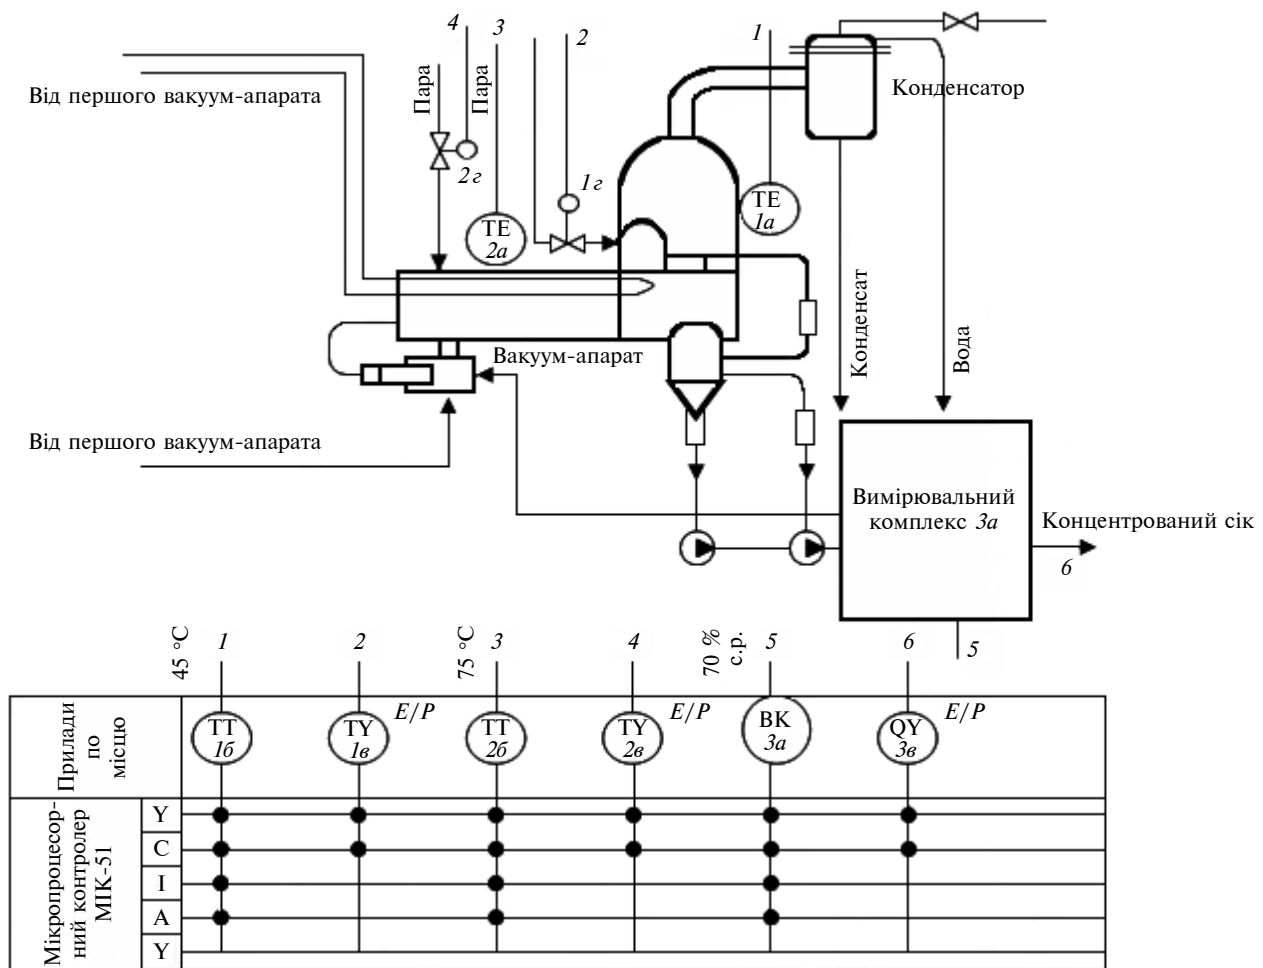 4
3
2
1
Від першого вакуум-апарата
Пара
Пара
Конденсатор
2г
1г
TE
2а
TE
1а
Конденсат
Вода
Вакуум-апарат
Від першого вакуум-апарата
Вимірювальний
комплекс 3а
Концентрований сік
6
5
45 °C
1
2
75 °C
3
4
70 %
с.р.
5
6
Прилади
по
місцю
TT
1б
TY
1в
E/P
TT
2б
TY
2в
E/P
ВК
3а
QY
3в
E/P
Мікропроцесор-
ний контролер
МІК-51
Y
C
I
A
Y